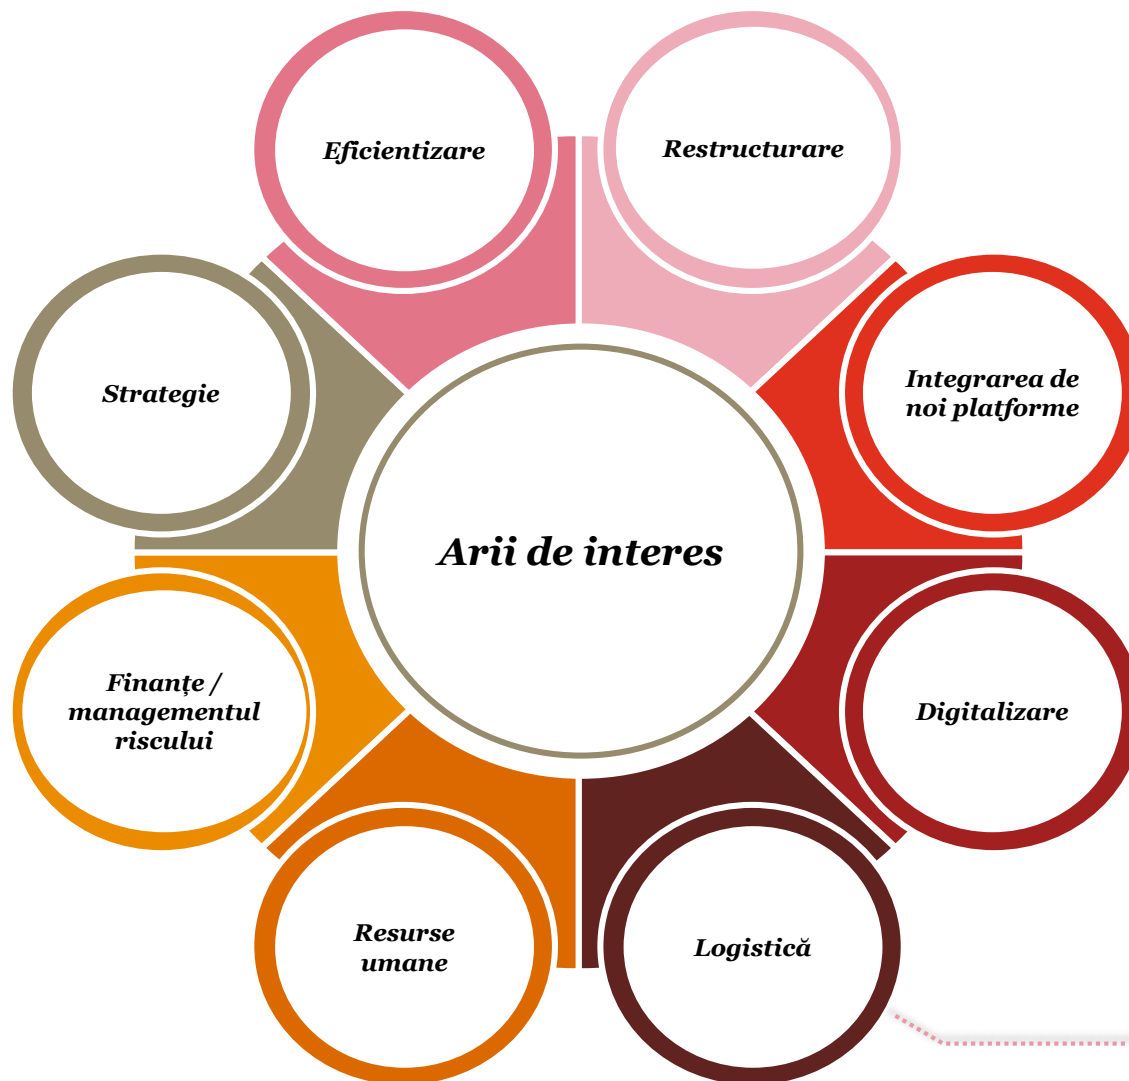 Eficientizare
Restructurare
Strategie
Integrarea de
noi platforme
Arii de interes
Finanțe /
managementul
riscului
Digitalizare
Resurse
umane
Logistică